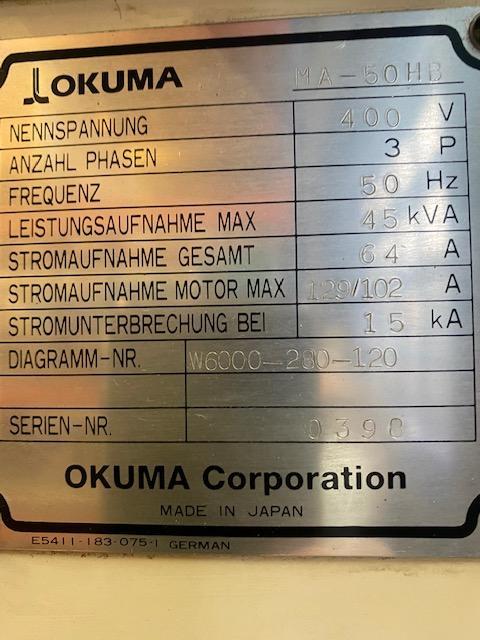 OKUMA MA-50HB
NENNSPANNUNG 400 V
ANZAHL PHASEN 3 P
FREQUENZ 50 Hz
LEISTUNGSAUFNAHME MAX 45 kVA
STROMAUFNAHME GESAMT 64 A
STROMAUFNAHME MOTOR MAX 129/102 A
STROMUNTERBRECHUNG BEI 15 kA
DIAGRAMM-NR. W6000-280-120
SERIEN-NR.
OKUMA Corporation
MADE IN JAPAN
E5411-183-075-1 GERMAN